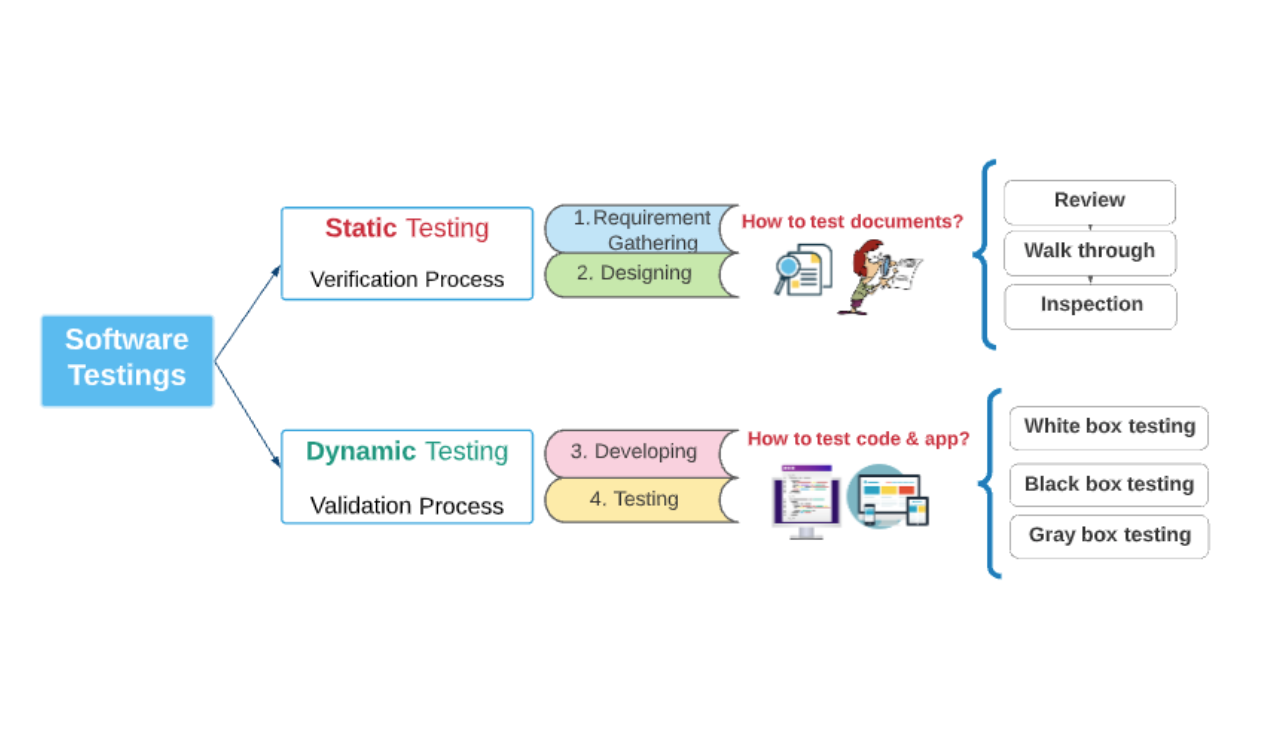 Software
Testings
Static Testing
Verification Process
1. Requirement
Gathering
2. Designing
How to test documents?
Review
Walk through
Inspection
Dynamic Testing
Validation Process
3. Developing
4. Testing
How to test code & app?
White box testing
Black box testing
Gray box testing